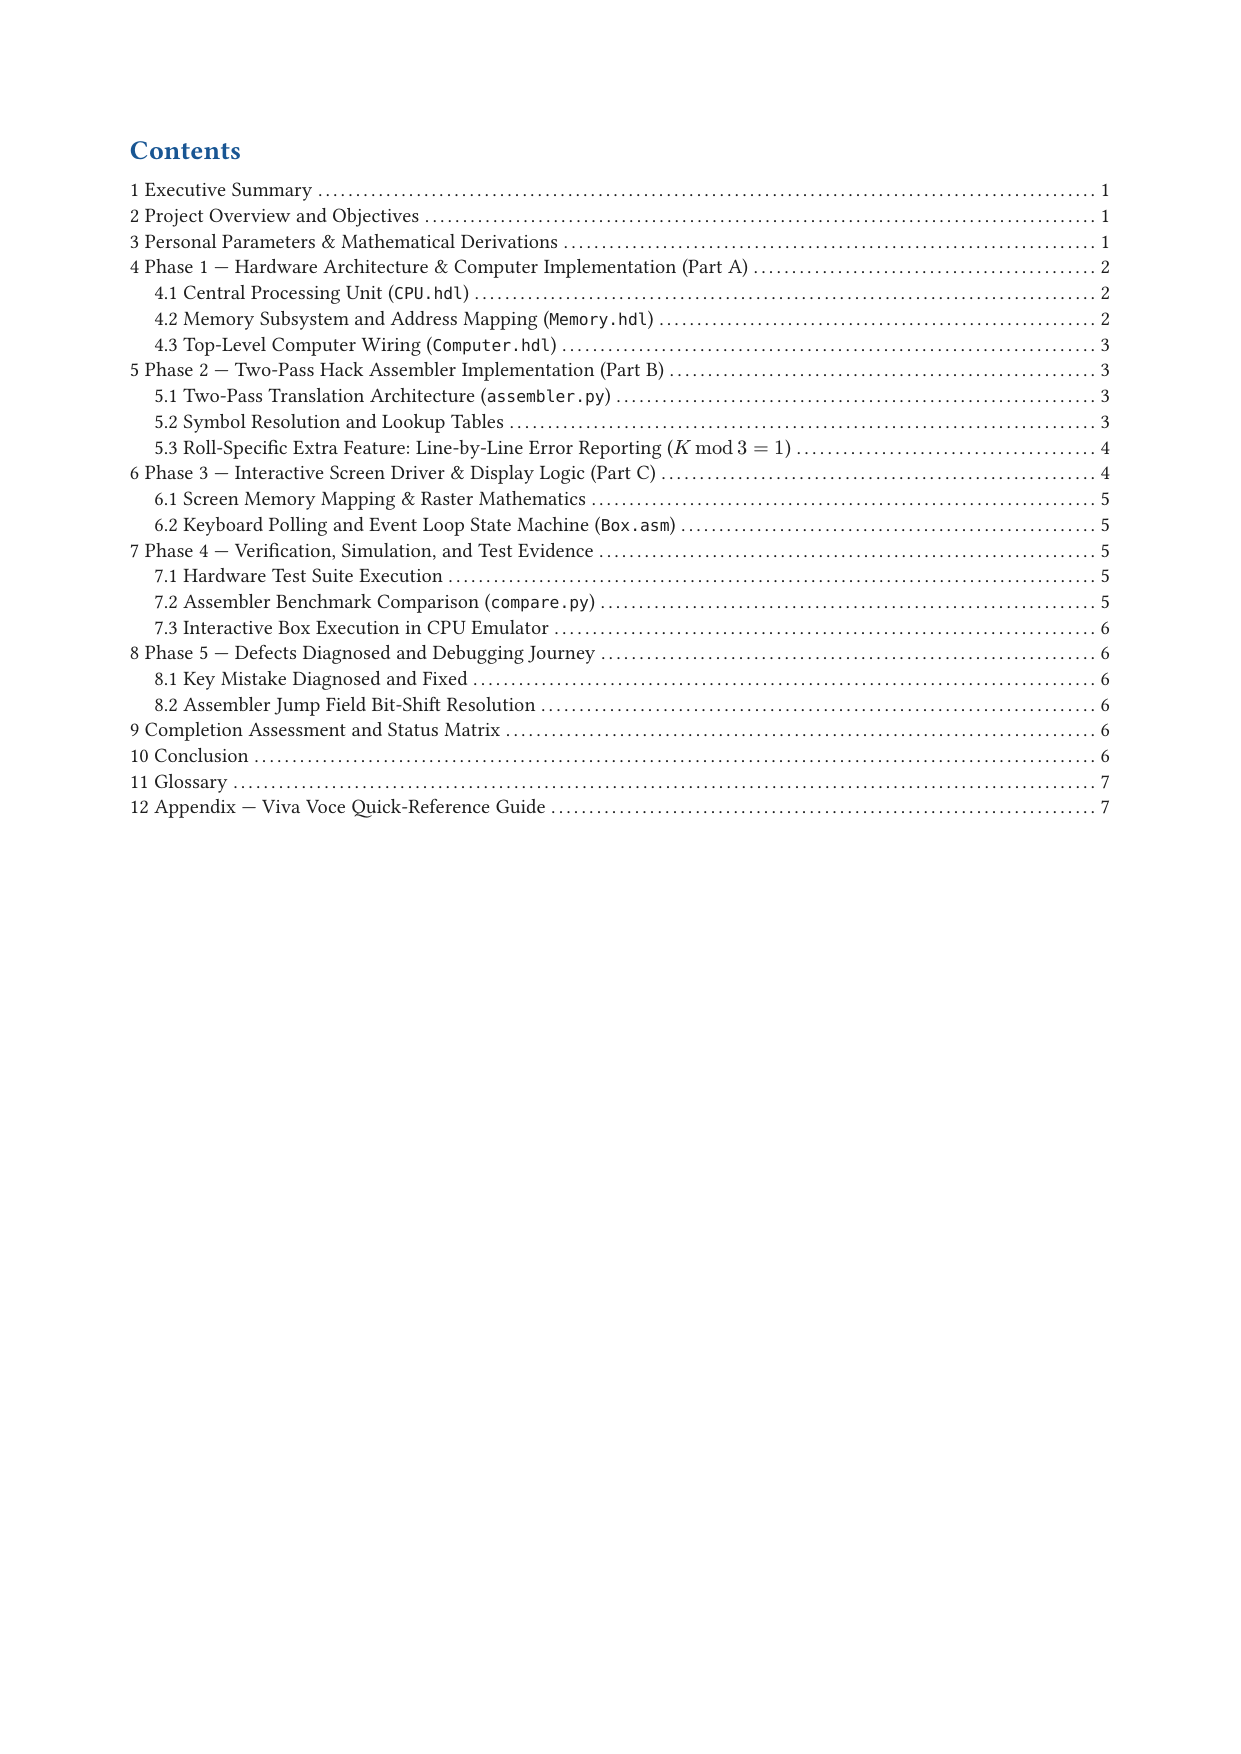 Contents
1 Executive Summary ........ 1
2 Project Overview and Objectives ........ 1
3 Personal Parameters & Mathematical Derivations ........ 1
4 Phase 1 — Hardware Architecture & Computer Implementation (Part A) ........ 2
4.1 Central Processing Unit (CPU.hdl) ........ 2
4.2 Memory Subsystem and Address Mapping (Memory.hdl) ........ 2
4.3 Top-Level Computer Wiring (Computer.hdl) ........ 3
5 Phase 2 — Two-Pass Hack Assembler Implementation (Part B) ........ 3
5.1 Two-Pass Translation Architecture (assembler.py) ........ 3
5.2 Symbol Resolution and Lookup Tables ........ 3
5.3 Roll-Specific Extra Feature: Line-by-Line Error Reporting (K mod 3 = 1) ........ 4
6 Phase 3 — Interactive Screen Driver & Display Logic (Part C) ........ 4
6.1 Screen Memory Mapping & Raster Mathematics ........ 5
6.2 Keyboard Polling and Event Loop State Machine (Box.asm) ........ 5
7 Phase 4 — Verification, Simulation, and Test Evidence ........ 5
7.1 Hardware Test Suite Execution ........ 5
7.2 Assembler Benchmark Comparison (compare.py) ........ 5
7.3 Interactive Box Execution in CPU Emulator ........ 6
8 Phase 5 — Defects Diagnosed and Debugging Journey ........ 6
8.1 Key Mistake Diagnosed and Fixed ........ 6
8.2 Assembler Jump Field Bit-Shift Resolution ........ 6
9 Completion Assessment and Status Matrix ........ 6
10 Conclusion ........ 6
11 Glossary ........ 7
12 Appendix — Viva Voce Quick-Reference Guide ........ 7